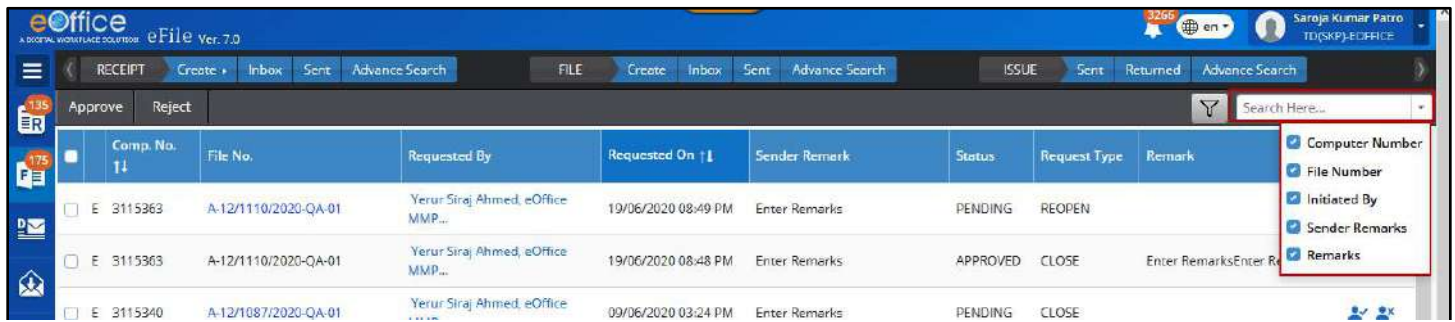 eOffice
A DIGITAL WORKPLACE SOLUTION eFile Ver. 7.0
3266
en
Saroja Kumar Patro
TD(SKP)-EOFFICE
RECEIPT Create Inbox Sent Advance Search FILE Create Inbox Sent Advance Search ISSUE Sent Returned Advance Search
135
R
Approve Reject
Search Here...
Comp. No. File No. Requested By Requested On Sender Remark Status Request Type Remark
Computer Number
File Number
Initiated By
Sender Remarks
Remarks
175
F
E 3115363 A-12/1110/2020-QA-01 Yerur Siraj Ahmed, eOffice MMP... 19/06/2020 08:49 PM Enter Remarks PENDING REOPEN
D
E 3115363 A-12/1110/2020-QA-01 Yerur Siraj Ahmed, eOffice MMP... 19/06/2020 08:48 PM Enter Remarks APPROVED CLOSE Enter RemarksEnter Re
E 3115340 A-12/1087/2020-QA-01 Yerur Siraj Ahmed, eOffice 09/06/2020 03:24 PM Enter Remarks PENDING CLOSE